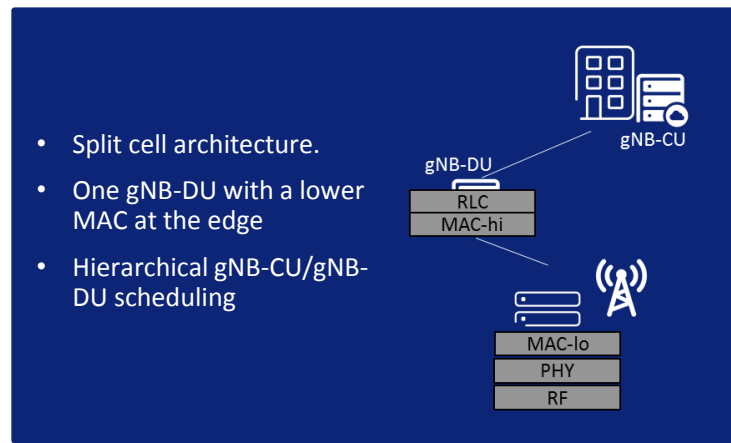 • Split cell architecture.
• One gNB-DU with a lower
MAC at the edge
• Hierarchical gNB-CU/gNB-
DU scheduling
gNB-CU
gNB-DU
RLC
MAC-hi
MAC-lo
PHY
RF